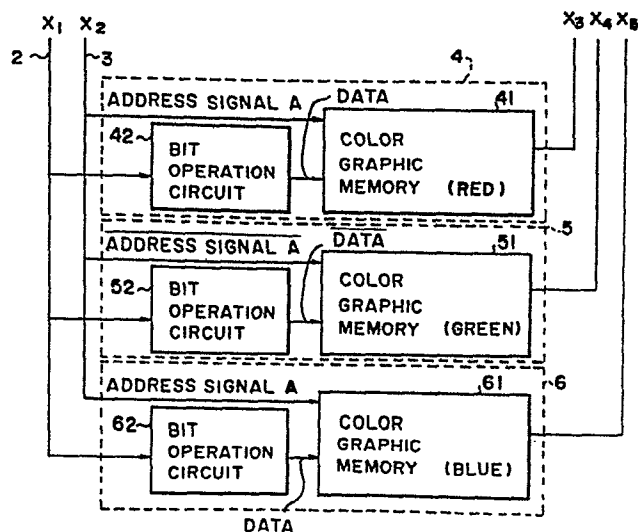 X1 X2 X3 X4 X5
2 3 4
ADDRESS SIGNAL A DATA 41
42 BIT OPERATION CIRCUIT
COLOR GRAPHIC MEMORY (RED)
5
ADDRESS SIGNAL A DATA 51
52 BIT OPERATION CIRCUIT
COLOR GRAPHIC MEMORY (GREEN)
ADDRESS SIGNAL A 61 6
62 BIT OPERATION CIRCUIT
COLOR GRAPHIC MEMORY (BLUE)
DATA